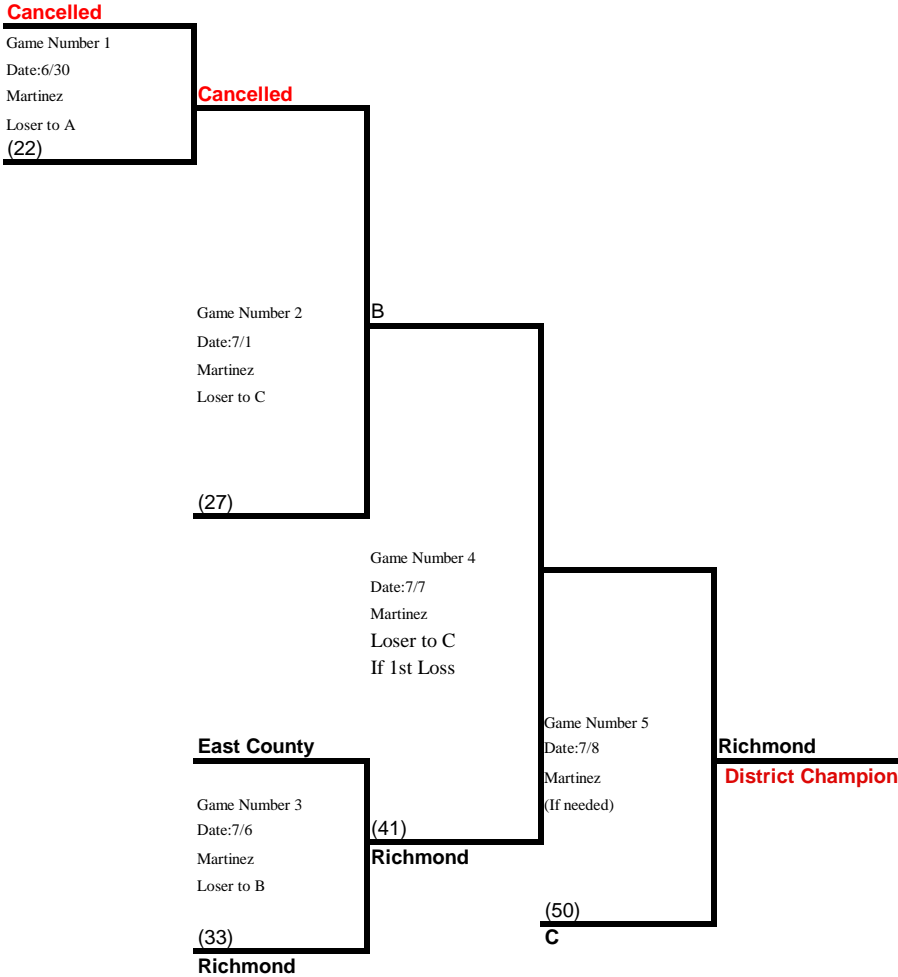 Cancelled
Game Number 1
Date:6/30
Martinez
Loser to A
(22)
Cancelled
Game Number 2
Date:7/1
Martinez
Loser to C
(27)
B
Game Number 4
Date:7/7
Martinez
Loser to C
If 1st Loss
East County
Game Number 3
Date:7/6
Martinez
Loser to B
(33)
Richmond
(41)
Richmond
Game Number 5
Date:7/8
Martinez
(If needed)
(50)
C
Richmond
District Champion